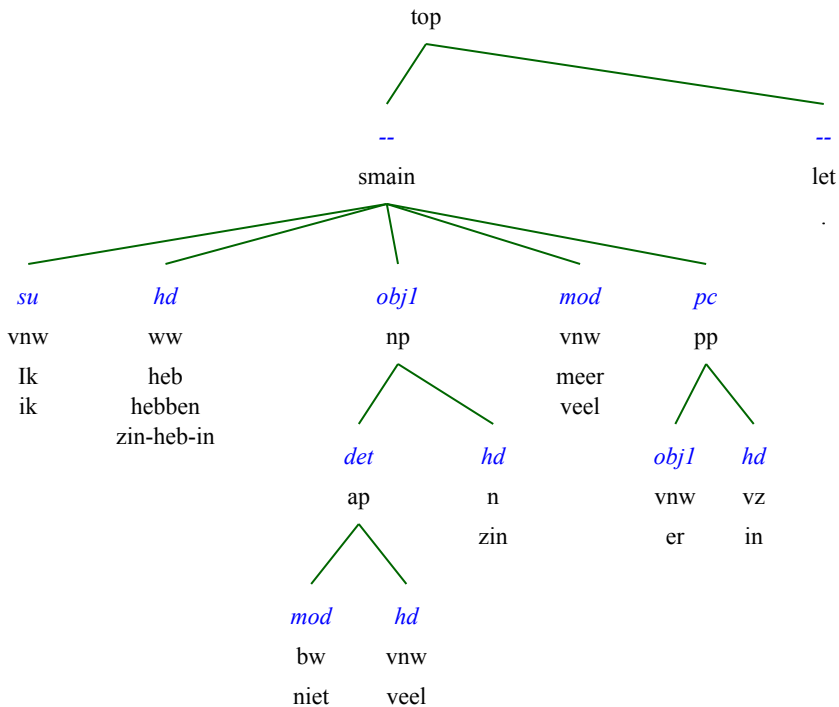 top
-- --
smain let
.
su hd obj1 mod pc
vnw ww np vnw pp
Ik heb meer
ik hebben veel
zin-heb-in
det hd obj1 hd
ap n vnw vz
zin er in
mod hd
bw vnw
niet veel